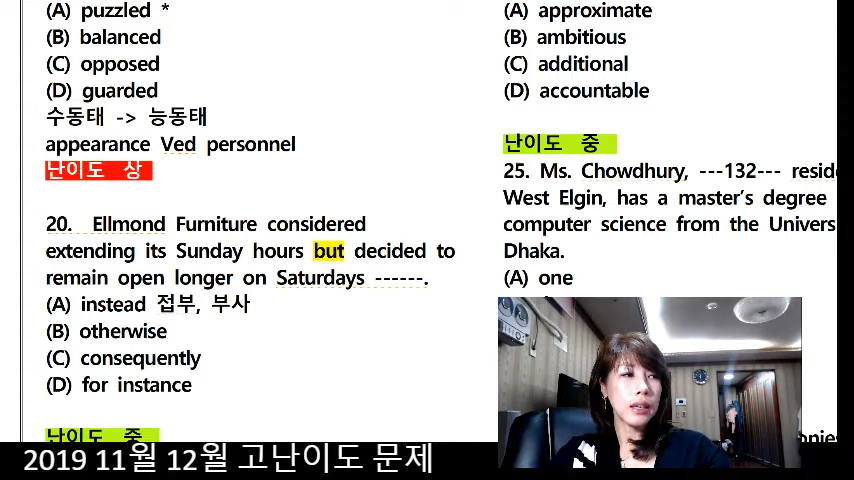 (A) puzzled *
(B) balanced
(C) opposed
(D) guarded
수동태 -> 능동태
appearance Ved personnel
난이도 상
20. Ellmond Furniture considered
extending its Sunday hours but decided to
remain open longer on Saturdays ------.
(A) instead 접부, 부사
(B) otherwise
(C) consequently
(D) for instance
난이도 중
(A) approximate
(B) ambitious
(C) additional
(D) accountable
난이도 중
25. Ms. Chowdhury, ---132--- resid
West Elgin, has a master's degree
computer science from the Univers
Dhaka.
(A) one
2019 11월 12월 고난이도 문제